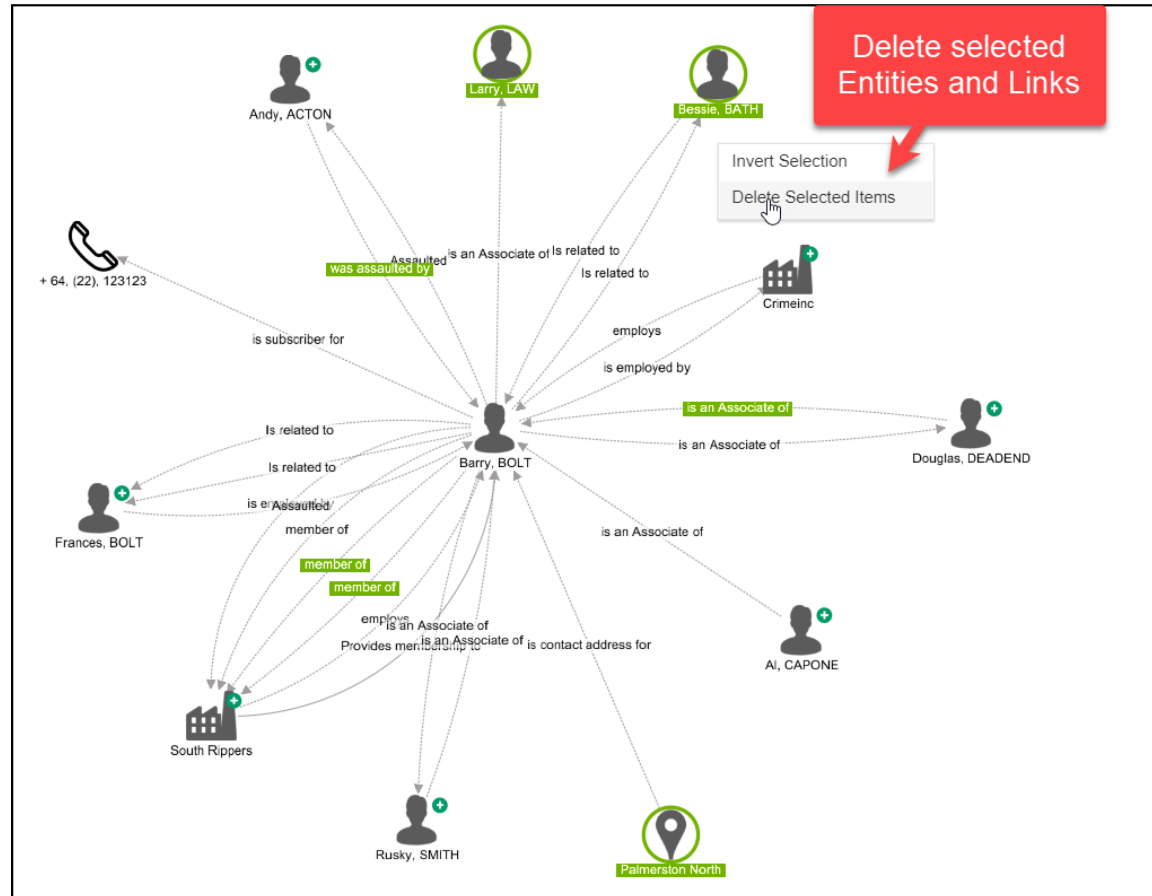 Delete selected
Entities and Links
Larry, LAW
Bessie, BATH
Andy, ACTON
Invert Selection
Delete Selected Items
Assaulted
is an Associate of
Is related to
was assaulted by
Is related to
+ 64, (22), 123123
Crimeinc
employs
is subscriber for
is employed by
is an Associate of
Is related to
is an Associate of
Douglas, DEADEND
Barry, BOLT
Is related to
is employed by
Assaulted
member of
is an Associate of
Frances, BOLT
member of
member of
employs
is an Associate of
Provides membership to
is an Associate of
is contact address for
Al, CAPONE
South Rippers
Rusky, SMITH
Palmerston North